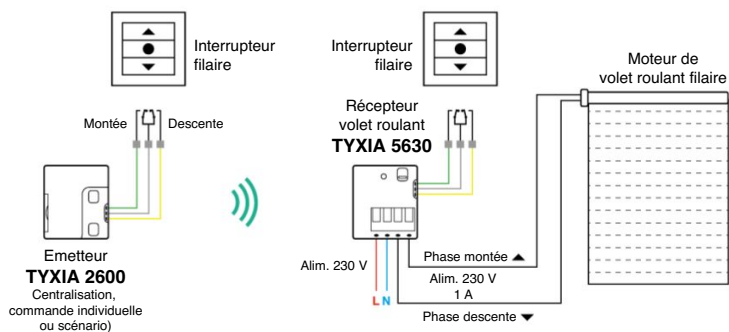 Interrupteur
filaire
Montée
Descente
Emetteur
TYXIA 2600
Centralisation,
commande individuelle
ou scénario)
Interrupteur
filaire
Récepteur
volet roulant
TYXIA 5630
Alim. 230 V
L N
Phase montée
Alim. 230 V
1 A
Phase descente
Moteur de
volet roulant filaire